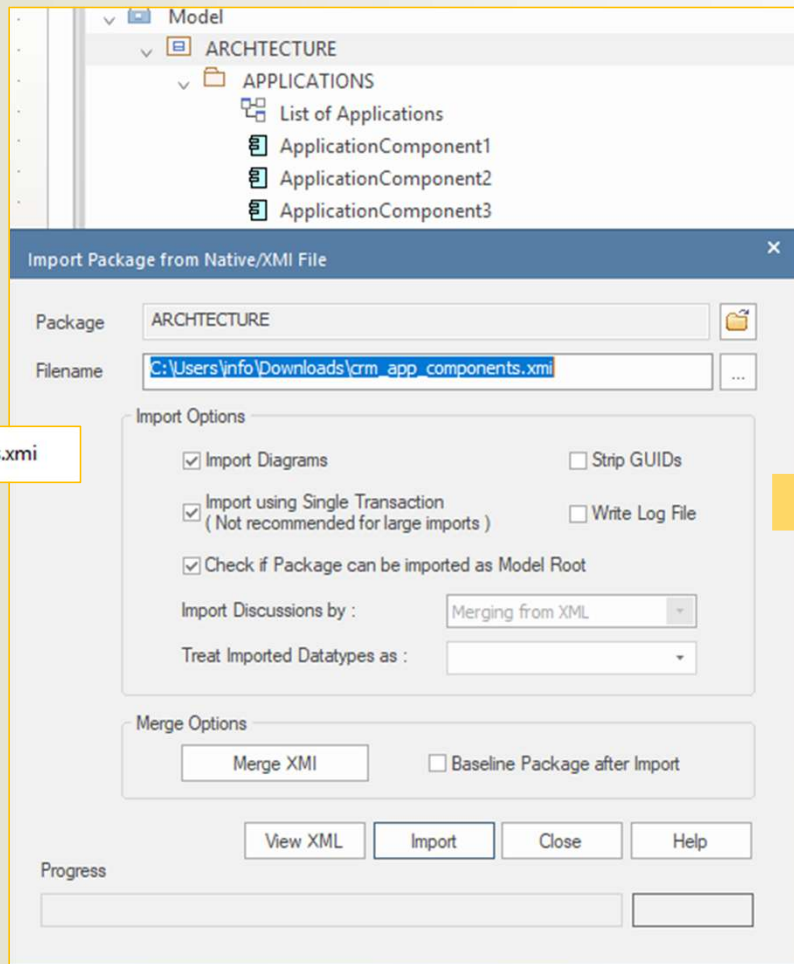 Model
ARCHTECTURE
APPLICATIONS
List of Applications
ApplicationComponent1
ApplicationComponent2
ApplicationComponent3
Import Package from Native/XMI File
Package ARCHTECTURE
Filename C:\Users\info\Downloads\crm_app_components.xmi ...
Import Options
.xmi
Import Diagrams Strip GUIDs
Import using Single Transaction
( Not recommended for large imports ) Write Log File
Check if Package can be imported as Model Root
Import Discussions by : Merging from XML
Treat Imported Datatypes as :
Merge Options
Merge XMI Baseline Package after Import
View XML Import Close Help
Progress